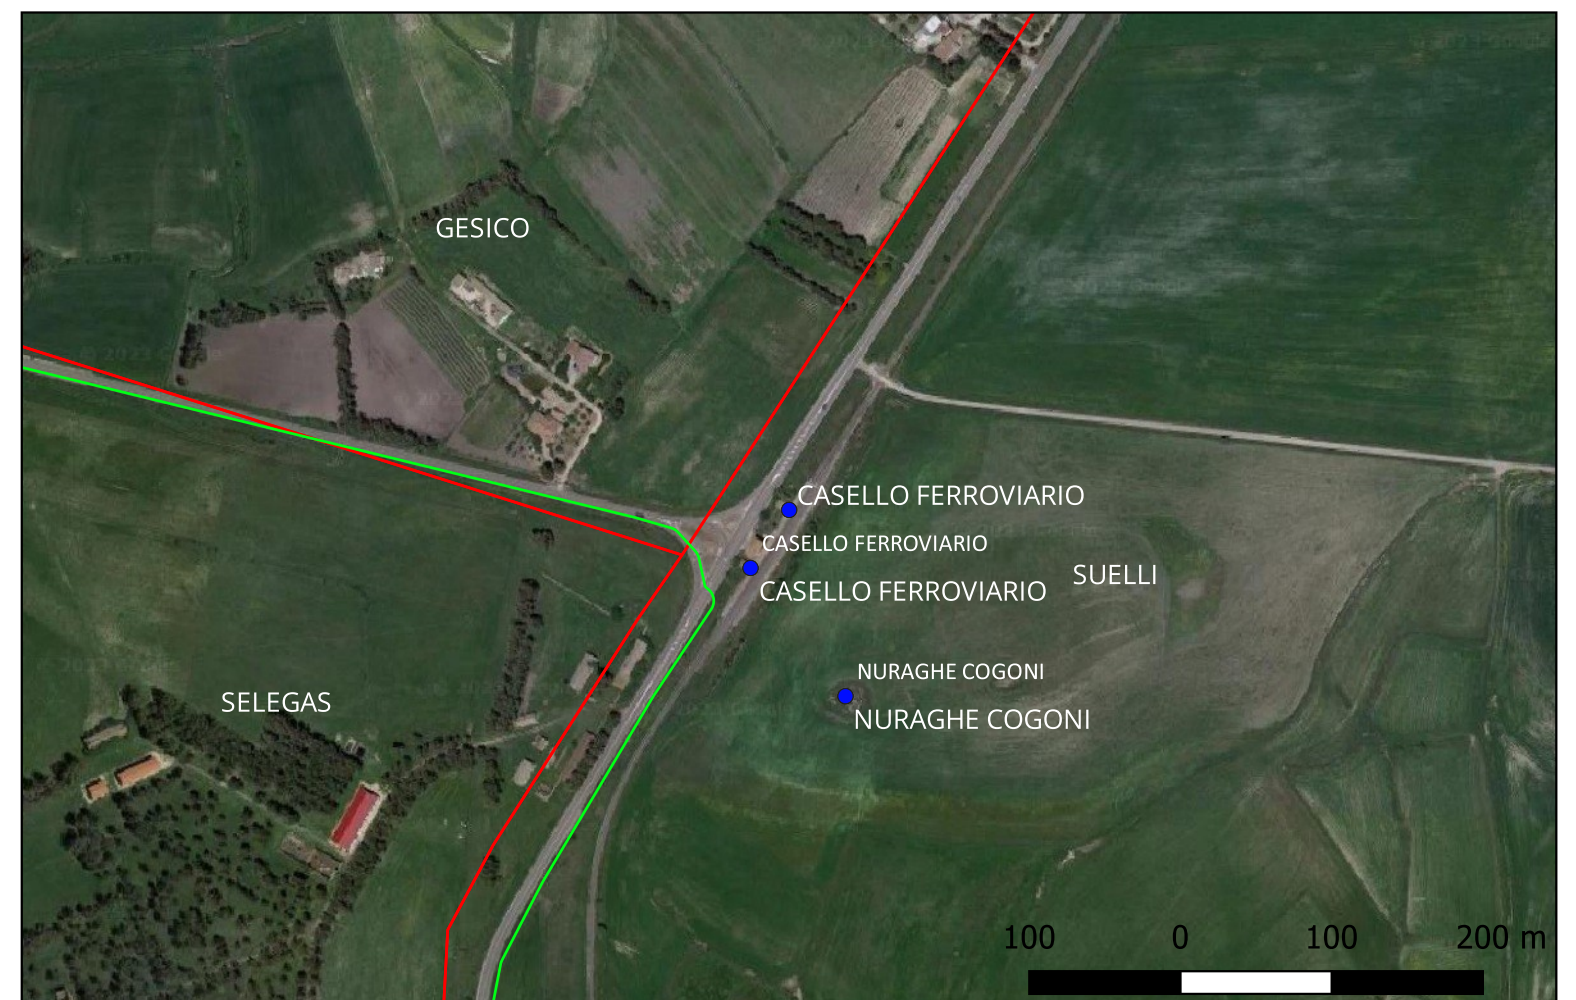 GESICO
CASELLO FERROVIARIO
CASELLO FERROVIARIO
SUELLI
CASELLO FERROVIARIO
NURAGHE COGONI
SELEGAS
NURAGHE COGONI
100 0 100 200 m